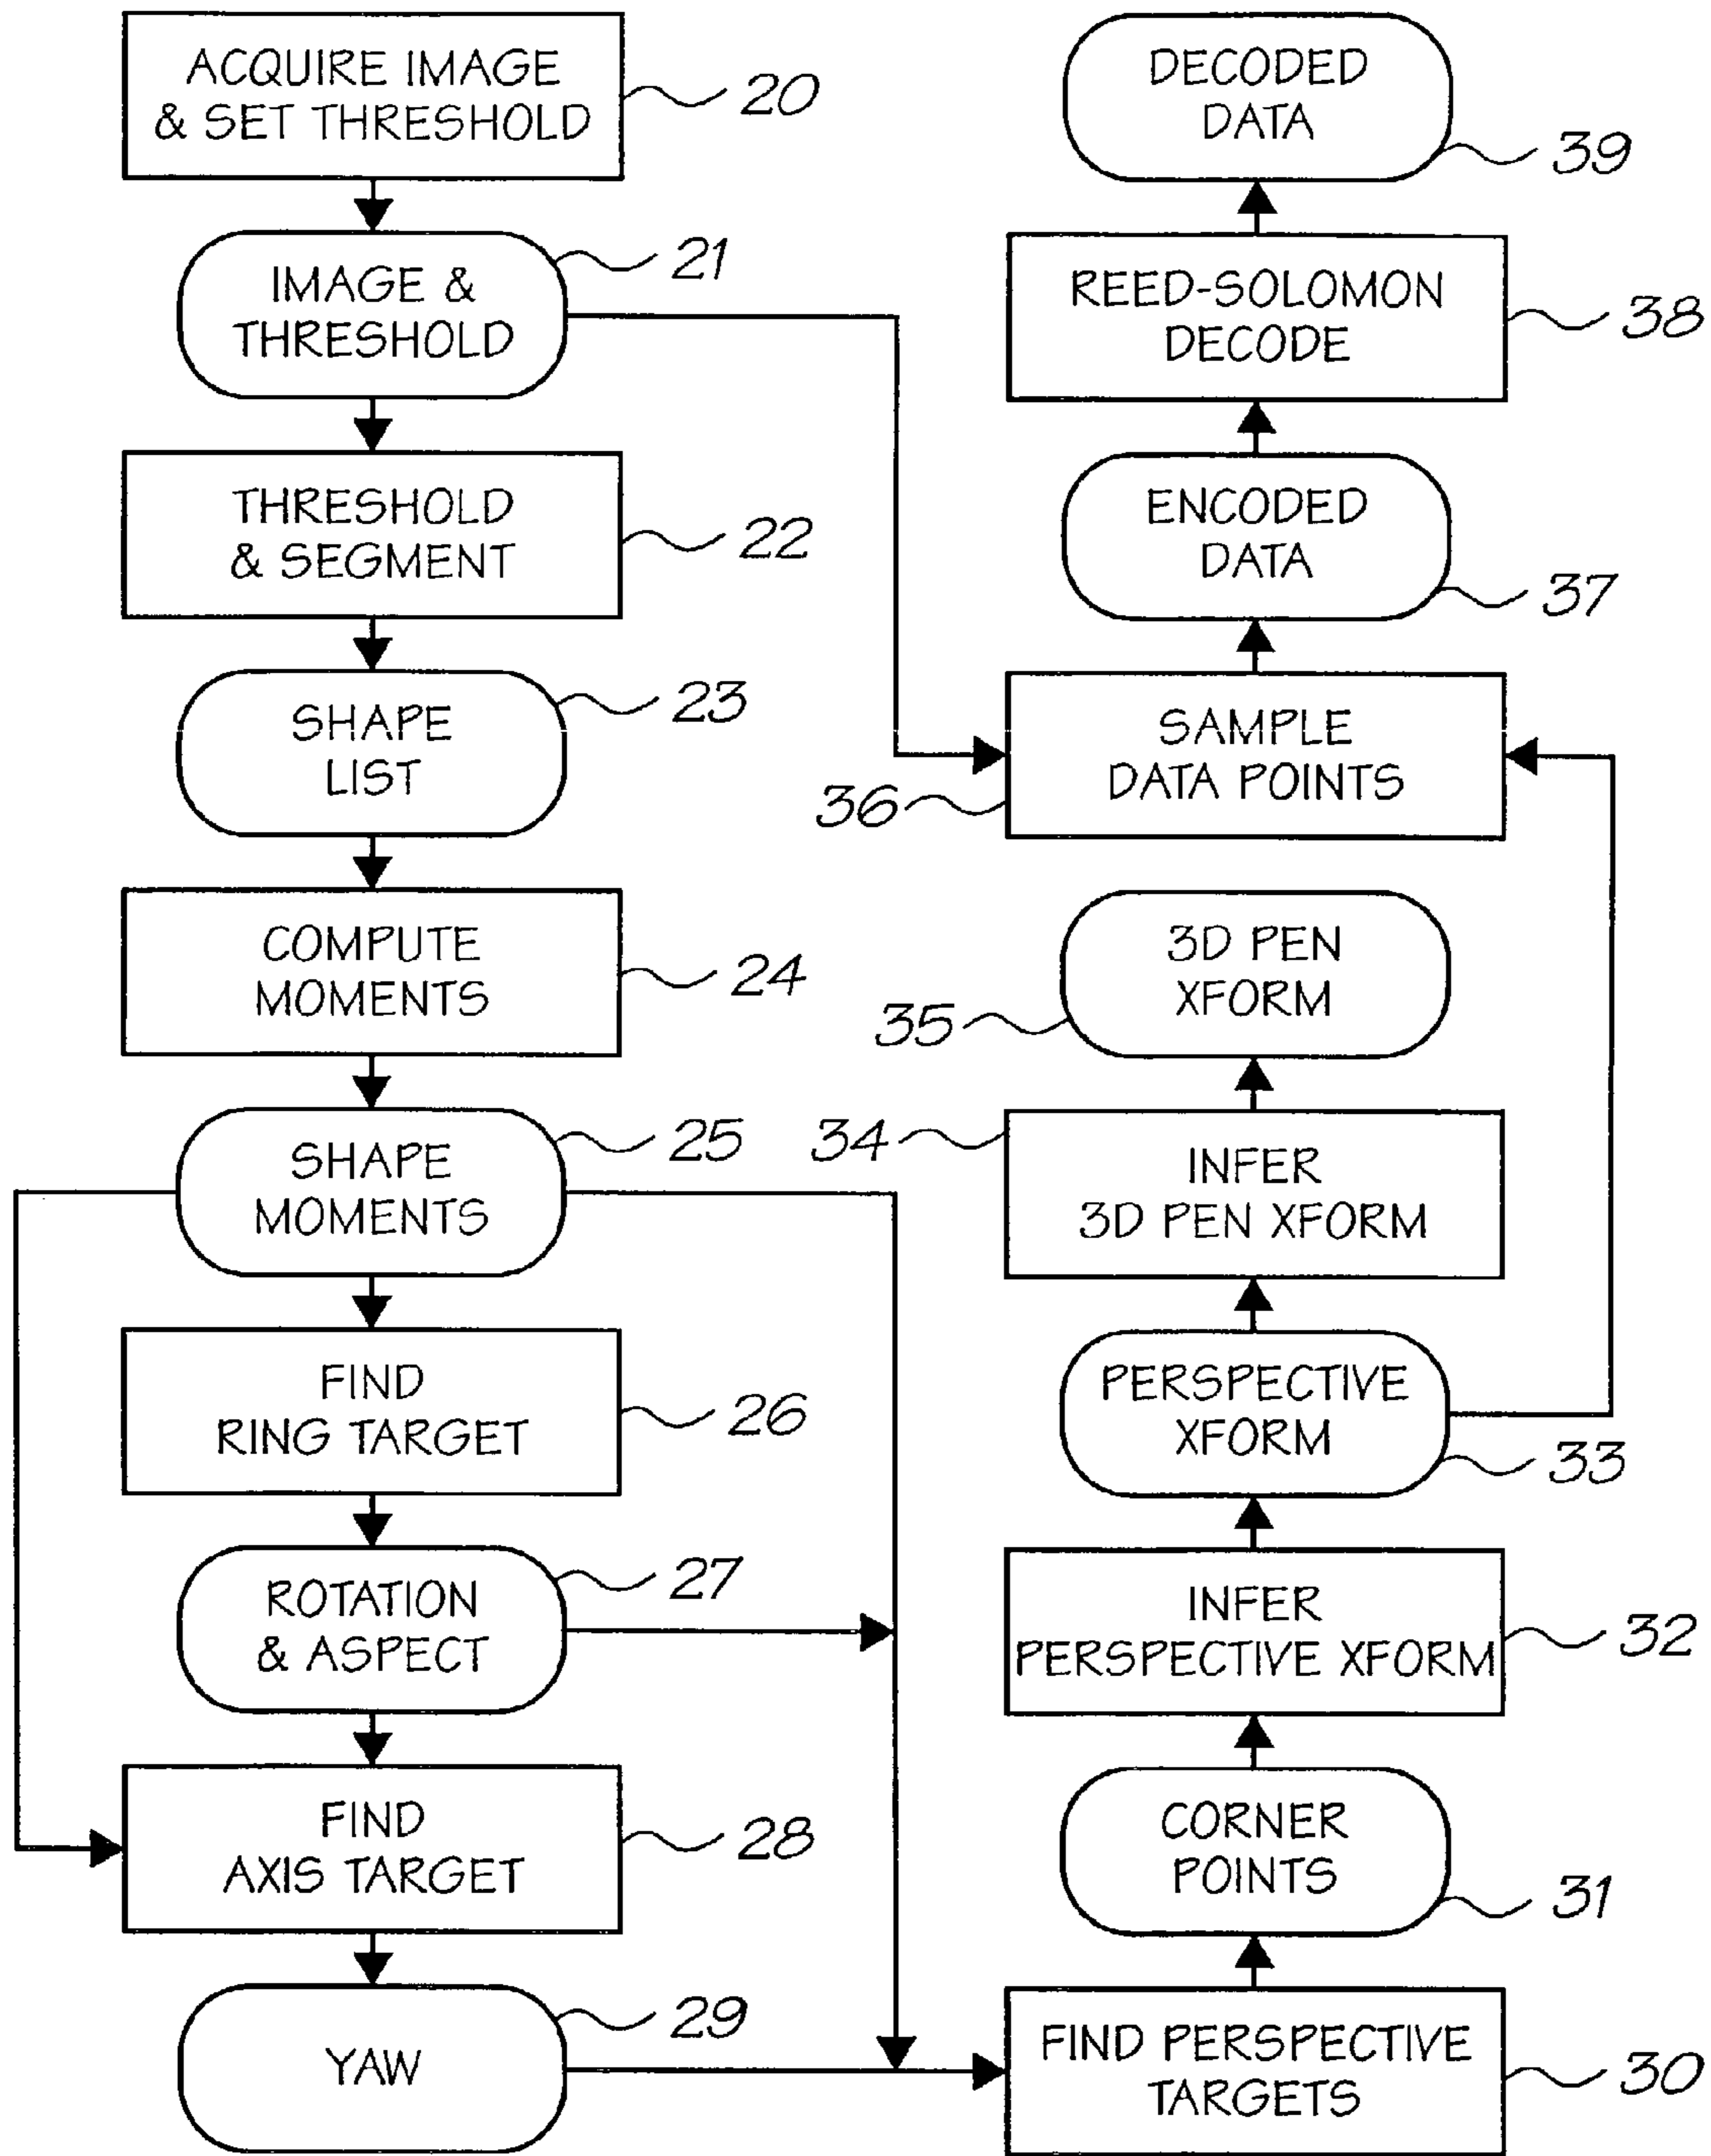 ACQUIRE IMAGE
& SET THRESHOLD
20
IMAGE &
THRESHOLD
21
THRESHOLD
& SEGMENT
22
SHAPE
LIST
23
COMPUTE
MOMENTS
24
SHAPE
MOMENTS
25
FIND
RING TARGET
26
ROTATION
& ASPECT
27
FIND
AXIS TARGET
28
YAW
29
DECODED
DATA
39
REED-SOLOMON
DECODE
38
ENCODED
DATA
37
SAMPLE
DATA POINTS
36
3D PEN
XFORM
35
INFER
3D PEN XFORM
34
PERSPECTIVE
XFORM
33
INFER
PERSPECTIVE XFORM
32
CORNER
POINTS
31
FIND PERSPECTIVE
TARGETS
30